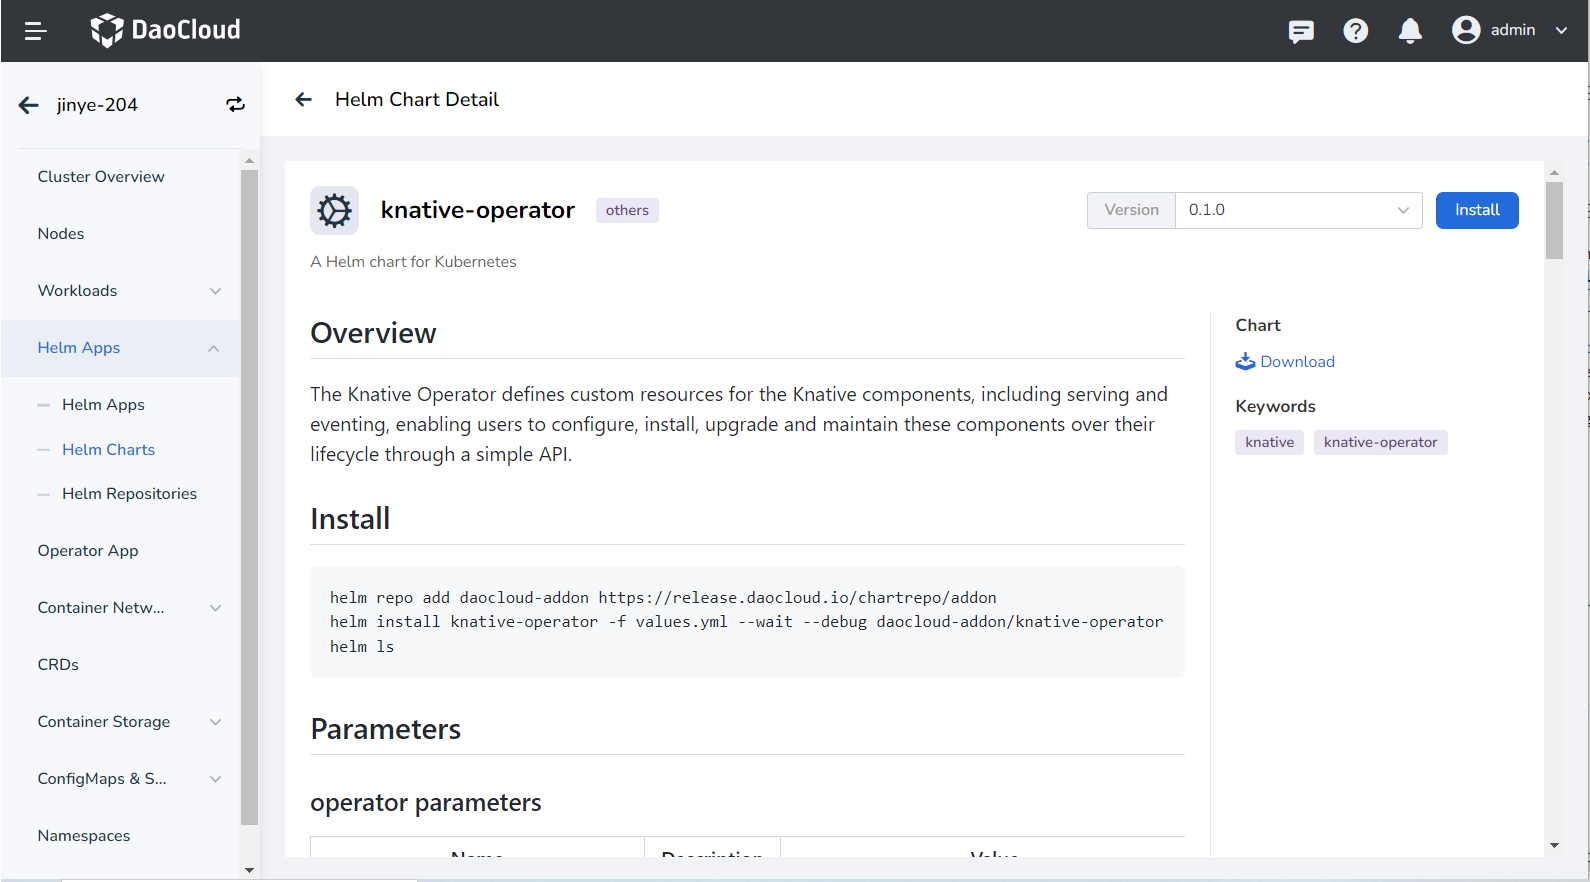 DaoCloud
admin
jinye-204
Cluster Overview
Nodes
Workloads
Helm Apps
Helm Apps
Helm Charts
Helm Repositories
Operator App
Container Netw...
CRDs
Container Storage
ConfigMaps & S...
Namespaces
Helm Chart Detail
knative-operator
others
Version
0.1.0
Install
A Helm chart for Kubernetes
Overview
The Knative Operator defines custom resources for the Knative components, including serving and
eventing, enabling users to configure, install, upgrade and maintain these components over their
lifecycle through a simple API.
Install
helm repo add daocloud-addon https://release.daocloud.io/chartrepo/addon
helm install knative-operator -f values.yml --wait --debug daocloud-addon/knative-operator
helm ls
Parameters
operator parameters
Name Description Value
Chart
Download
Keywords
knative knative-operator